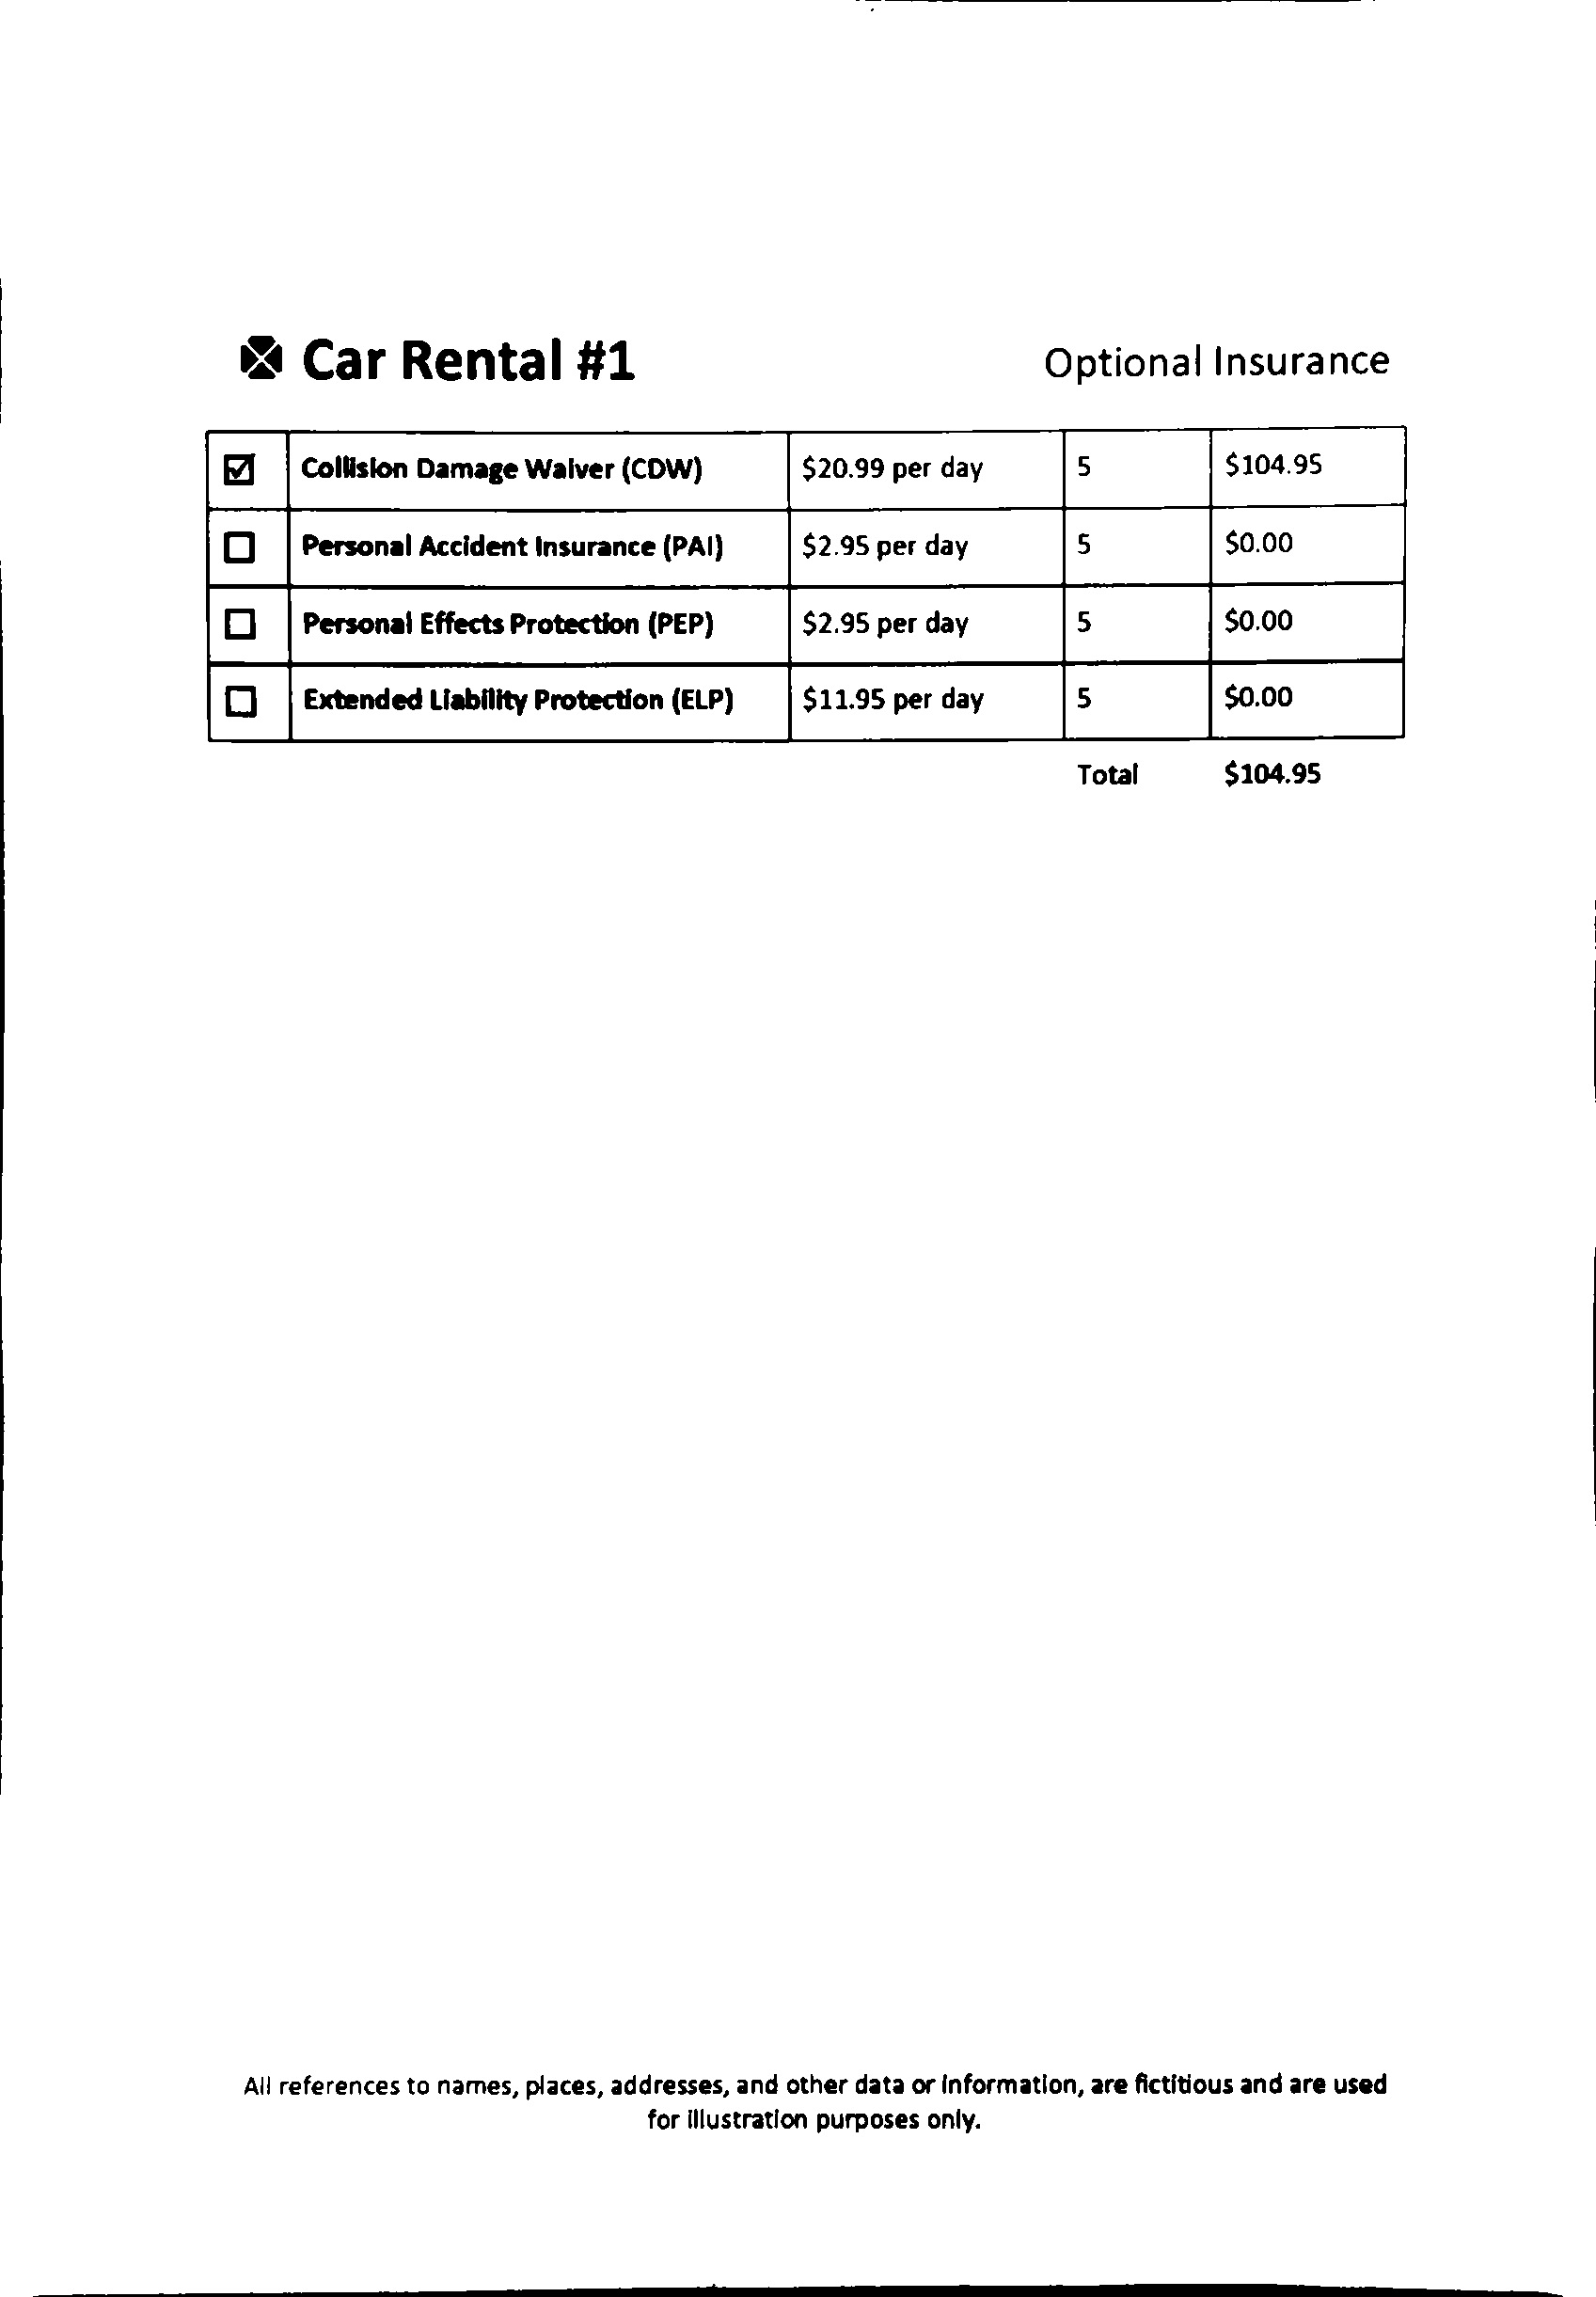 Car Rental #1 Optional Insurance
☑ Collision Damage Waiver (CDW) $20.99 per day 5 $104.95
☐ Personal Accident Insurance (PAI) $2.95 per day 5 $0.00
☐ Personal Effects Protection (PEP) $2.95 per day 5 $0.00
☐ Extended Liability Protection (ELP) $11.95 per day 5 $0.00
Total $104.95
All references to names, places, addresses, and other data or information, are fictitious and are used
for illustration purposes only.